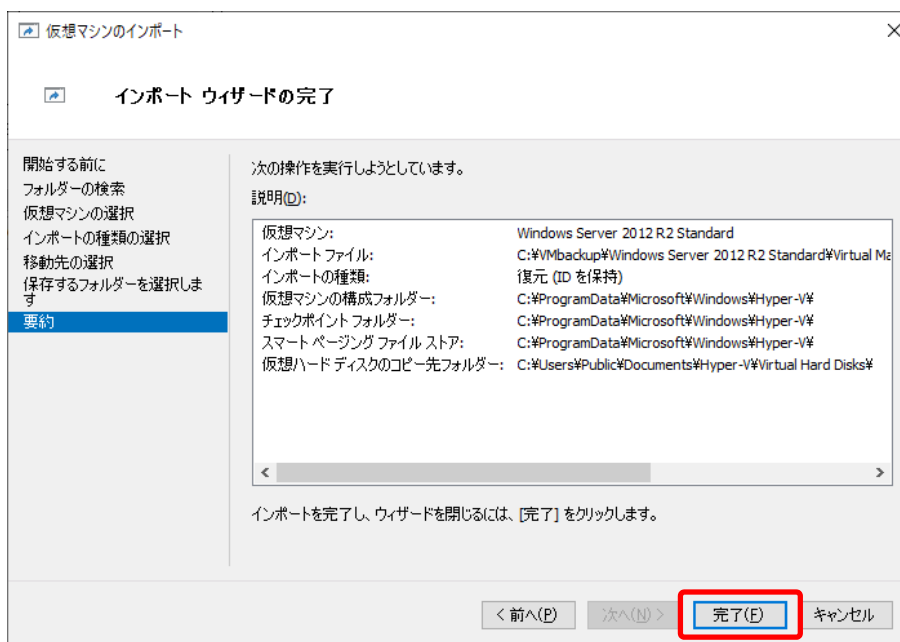 仮想マシンのインポート
インポート ウィザードの完了
開始する前に
フォルダーの検索
仮想マシンの選択
インポートの種類の選択
移動先の選択
保存するフォルダーを選択しま
す
要約
次の操作を実行しようとしています。
説明(D):
仮想マシン: Windows Server 2012 R2 Standard
インポート ファイル: C:¥VMbackup¥Windows Server 2012 R2 Standard¥Virtual Ma
インポートの種類: 復元 (ID を保持)
仮想マシンの構成フォルダー: C:¥ProgramData¥Microsoft¥Windows¥Hyper-V¥
チェックポイント フォルダー: C:¥ProgramData¥Microsoft¥Windows¥Hyper-V¥
スマート ページング ファイル ストア: C:¥ProgramData¥Microsoft¥Windows¥Hyper-V¥
仮想ハード ディスクのコピー先フォルダー: C:¥Users¥Public¥Documents¥Hyper-V¥Virtual Hard Disks¥
インポートを完了し、ウィザードを閉じるには、[完了] をクリックします。
< 前へ(P) 次へ(N) > 完了(F) キャンセル